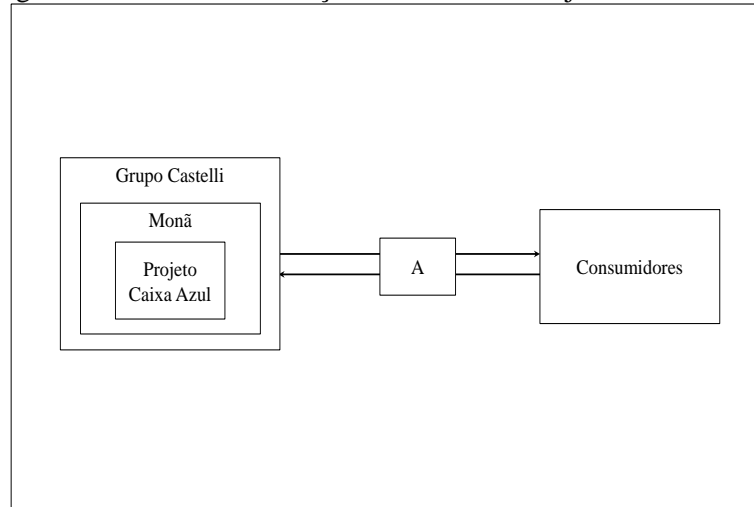 Grupo Castelli
Monã
Projeto
Caixa Azul
A
Consumidores